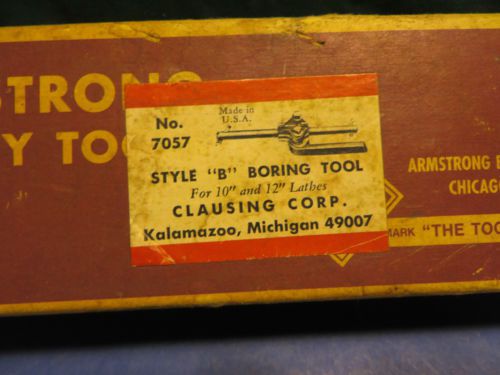 STRONG
Y TOO
No.
7057
Made in
U.S.A.
STYLE "B" BORING TOOL
For 10" and 12" Lathes
CLAUSING CORP.
Kalamazoo, Michigan 49007
ARMSTRONG B
CHICAG
MARK "THE TOO